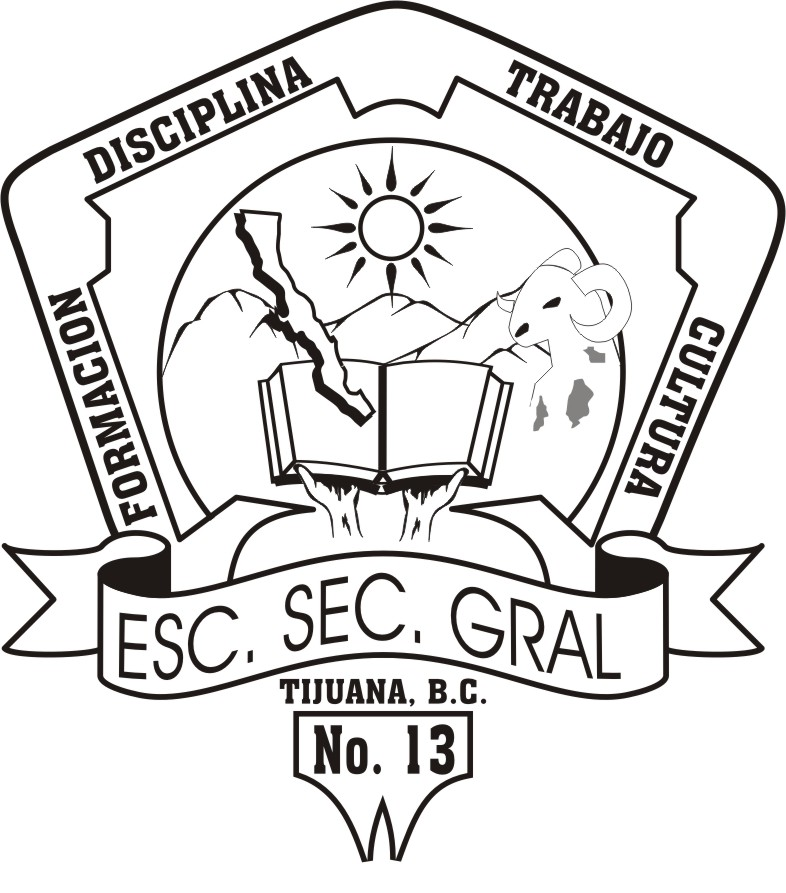 DISCIPLINA
TRABAJO
FORMACION
CULTURA
ESC. SEC. GRAL
TIJUANA, B.C.
No. 13